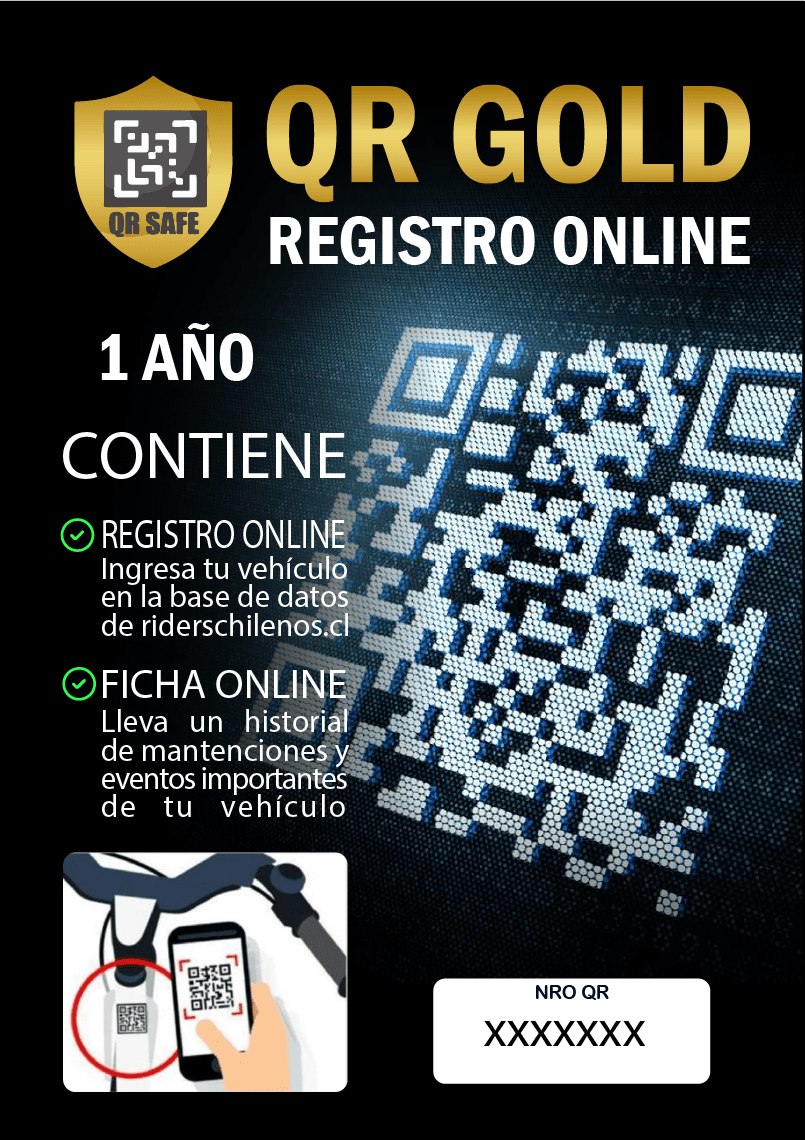 QR GOLD
REGISTRO ONLINE
QR SAFE
1 AÑO
CONTIENE
REGISTRO ONLINE
Ingresa tu vehículo
en la base de datos
de riderschilenos.cl
FICHA ONLINE
Lleva un historial
de mantenciones y
eventos importantes
de tu vehículo
NRO QR
XXXXXXX